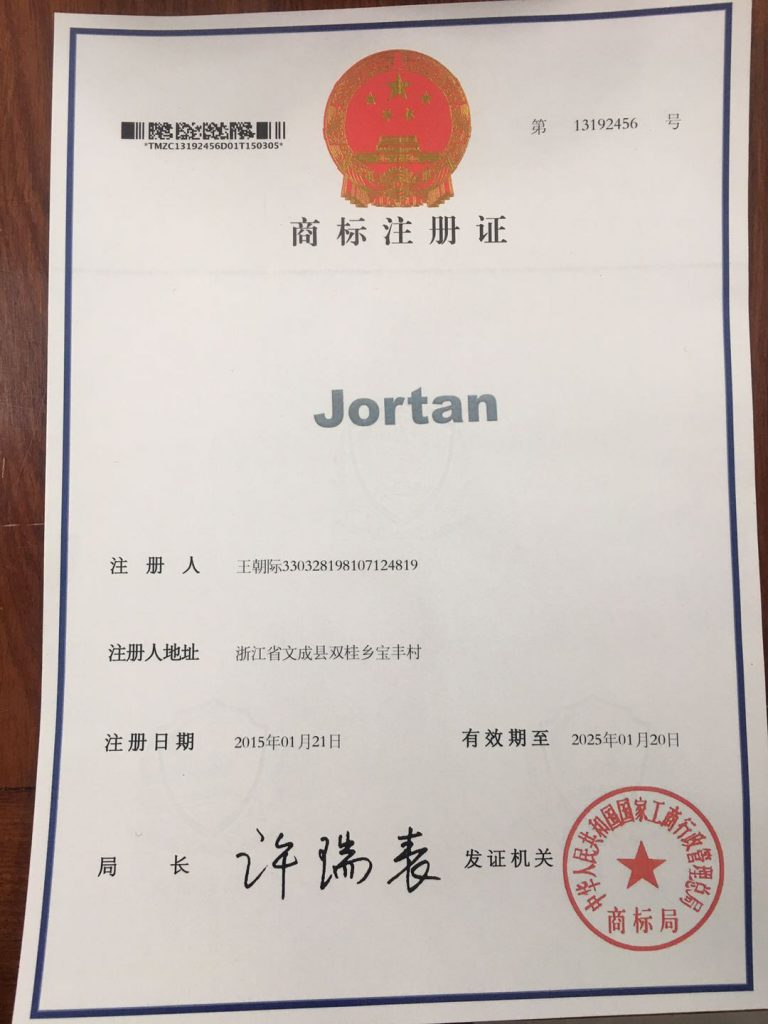 *TMZC13192456D01T150305*
第 13192456 号
商标注册证
Jortan
注册人 王朝际330328198107124819
注册人地址 浙江省文成县双桂乡宝丰村
注册日期 2015年01月21日 有效期至 2025年01月20日
局长 许瑞表 发证机关
中华人民共和国国家工商行政管理总局
商标局